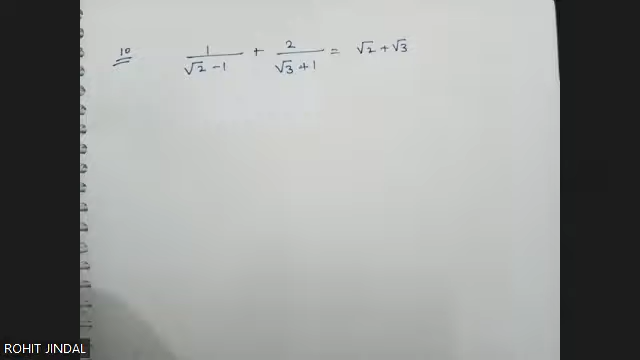 10 1/(√2 - 1) + 2/(√3 + 1) = √2 + √3
ROHIT JINDAL